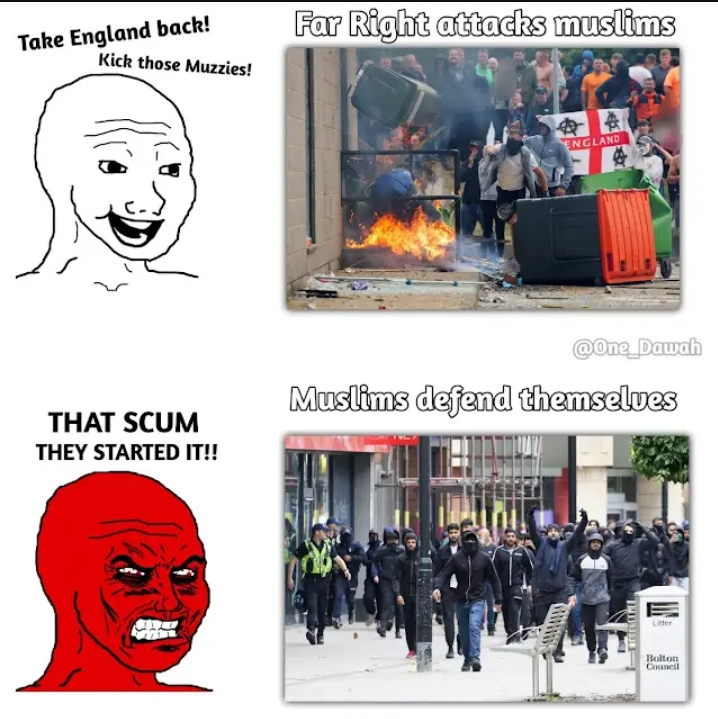 Take England back!
Kick those Muzzies!
Far Right attacks muslims
ENGLAND
@One_Dawah
THAT SCUM
THEY STARTED IT!!
Muslims defend themselves
Litter
Bolton
Council